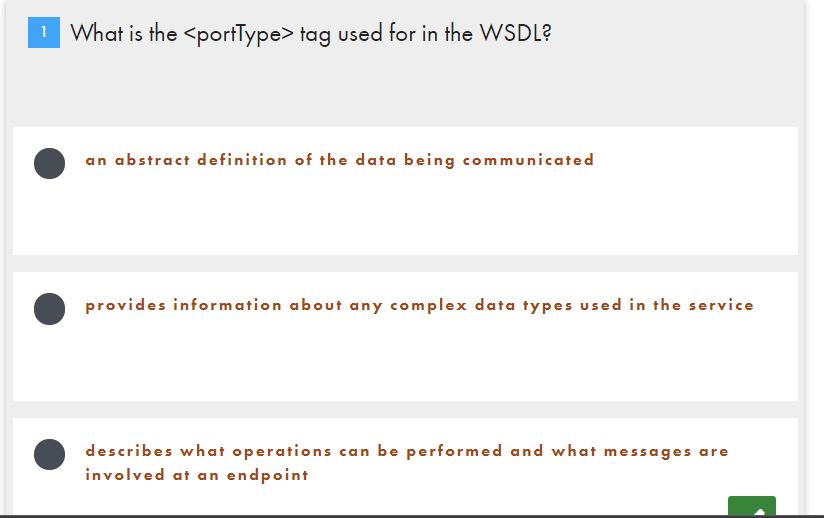 1 What is the <portType> tag used for in the WSDL?
an abstract definition of the data being communicated
provides information about any complex data types used in the service
describes what operations can be performed and what messages are
involved at an endpoint